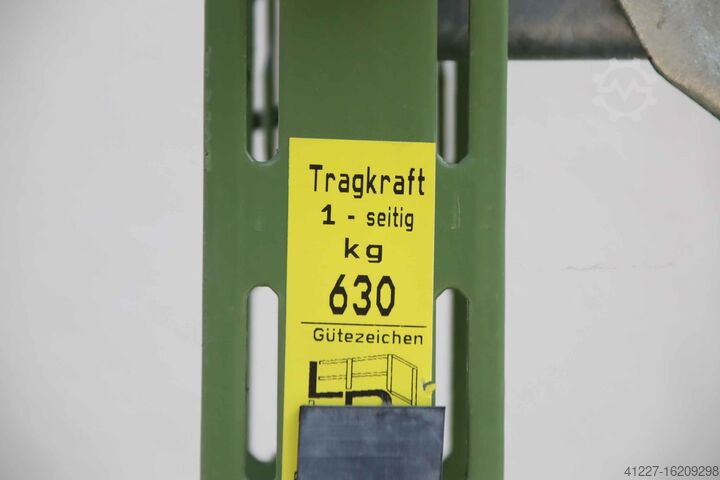 Tragkraft
1 - seitig
kg
630
Gütezeichen
41227-16209298